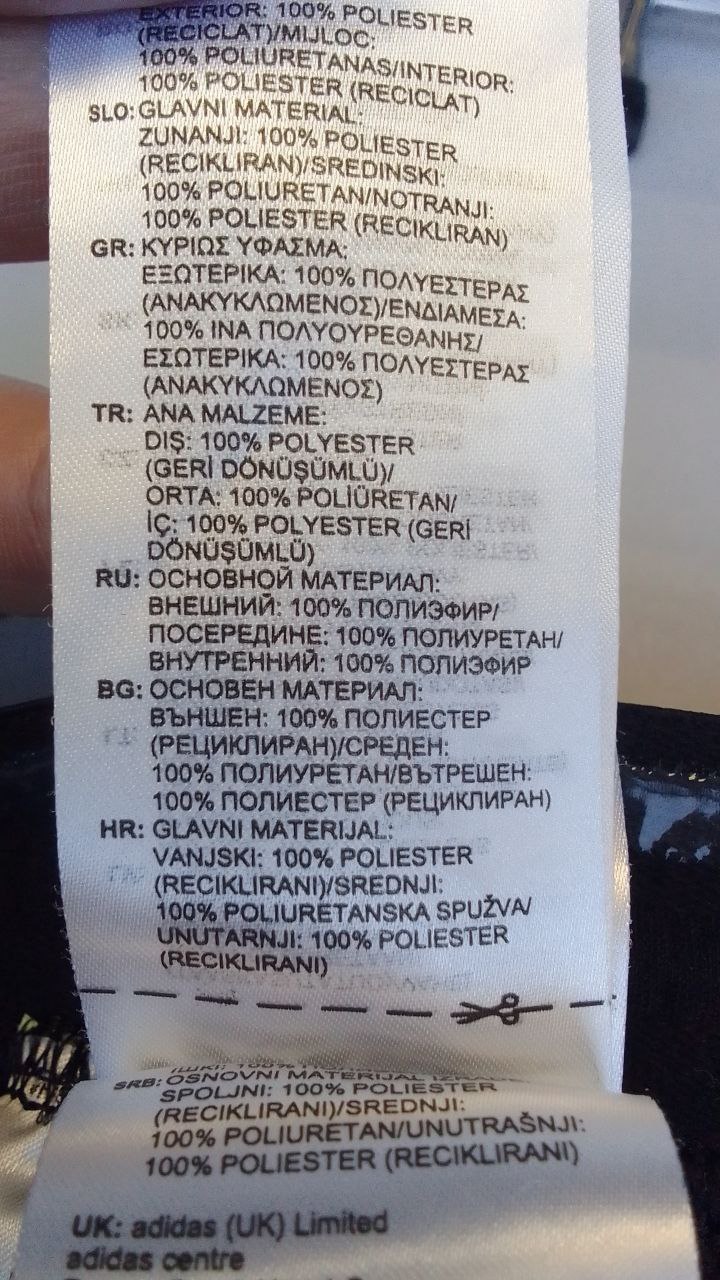 EXTERIOR: 100% POLIESTER
(RECICLAT)/MIJLOC:
100% POLIURETANAS/INTERIOR:
100% POLIESTER (RECICLAT)
SLO: GLAVNI MATERIAL:
ZUNANJI: 100% POLIESTER
(RECIKLIRAN)/SREDINSKI:
100% POLIURETAN/NOTRANJI:
100% POLIESTER (RECIKLIRAN)
GR: ΚΥΡΙΩΣ ΥΦΑΣΜΑ:
ΕΞΩΤΕΡΙΚΑ: 100% ΠΟΛΥΕΣΤΕΡΑΣ
(ΑΝΑΚΥΚΛΩΜΕΝΟΣ)/ΕΝΔΙΑΜΕΣΑ:
100% ΙΝΑ ΠΟΛΥΟΥΡΕΘΑΝΗΣ/
ΕΣΩΤΕΡΙΚΑ: 100% ΠΟΛΥΕΣΤΕΡΑΣ
(ΑΝΑΚΥΚΛΩΜΕΝΟΣ)
TR: ANA MALZEME:
DIŞ: 100% POLYESTER
(GERİ DÖNÜŞÜMLÜ)/
ORTA: 100% POLİÜRETAN/
İÇ: 100% POLYESTER (GERİ
DÖNÜŞÜMLÜ)
RU: ОСНОВНОЙ МАТЕРИАЛ:
ВНЕШНИЙ: 100% ПОЛИЭФИР/
ПОСЕРЕДИНЕ: 100% ПОЛИУРЕТАН/
ВНУТРЕННИЙ: 100% ПОЛИЭФИР
BG: ОСНОВЕН МАТЕРИАЛ:
ВЪНШЕН: 100% ПОЛИЕСТЕР
(РЕЦИКЛИРАН)/СРЕДЕН:
100% ПОЛИУРЕТАН/ВЪТРЕШЕН:
100% ПОЛИЕСТЕР (РЕЦИКЛИРАН)
HR: GLAVNI MATERIJAL:
VANJSKI: 100% POLIESTER
(RECIKLIRANI)/SREDNJI:
100% POLIURETANSKA SPUŽVA/
UNUTARNJI: 100% POLIESTER
(RECIKLIRANI)
SRB: OSNOVNI MATERIJAL
SPOLJNI: 100% POLIESTER
(RECIKLIRANI)/SREDNJI:
100% POLIURETAN/UNUTRAŠNJI:
100% POLIESTER (RECIKLIRANI)
UK: adidas (UK) Limited
adidas centre